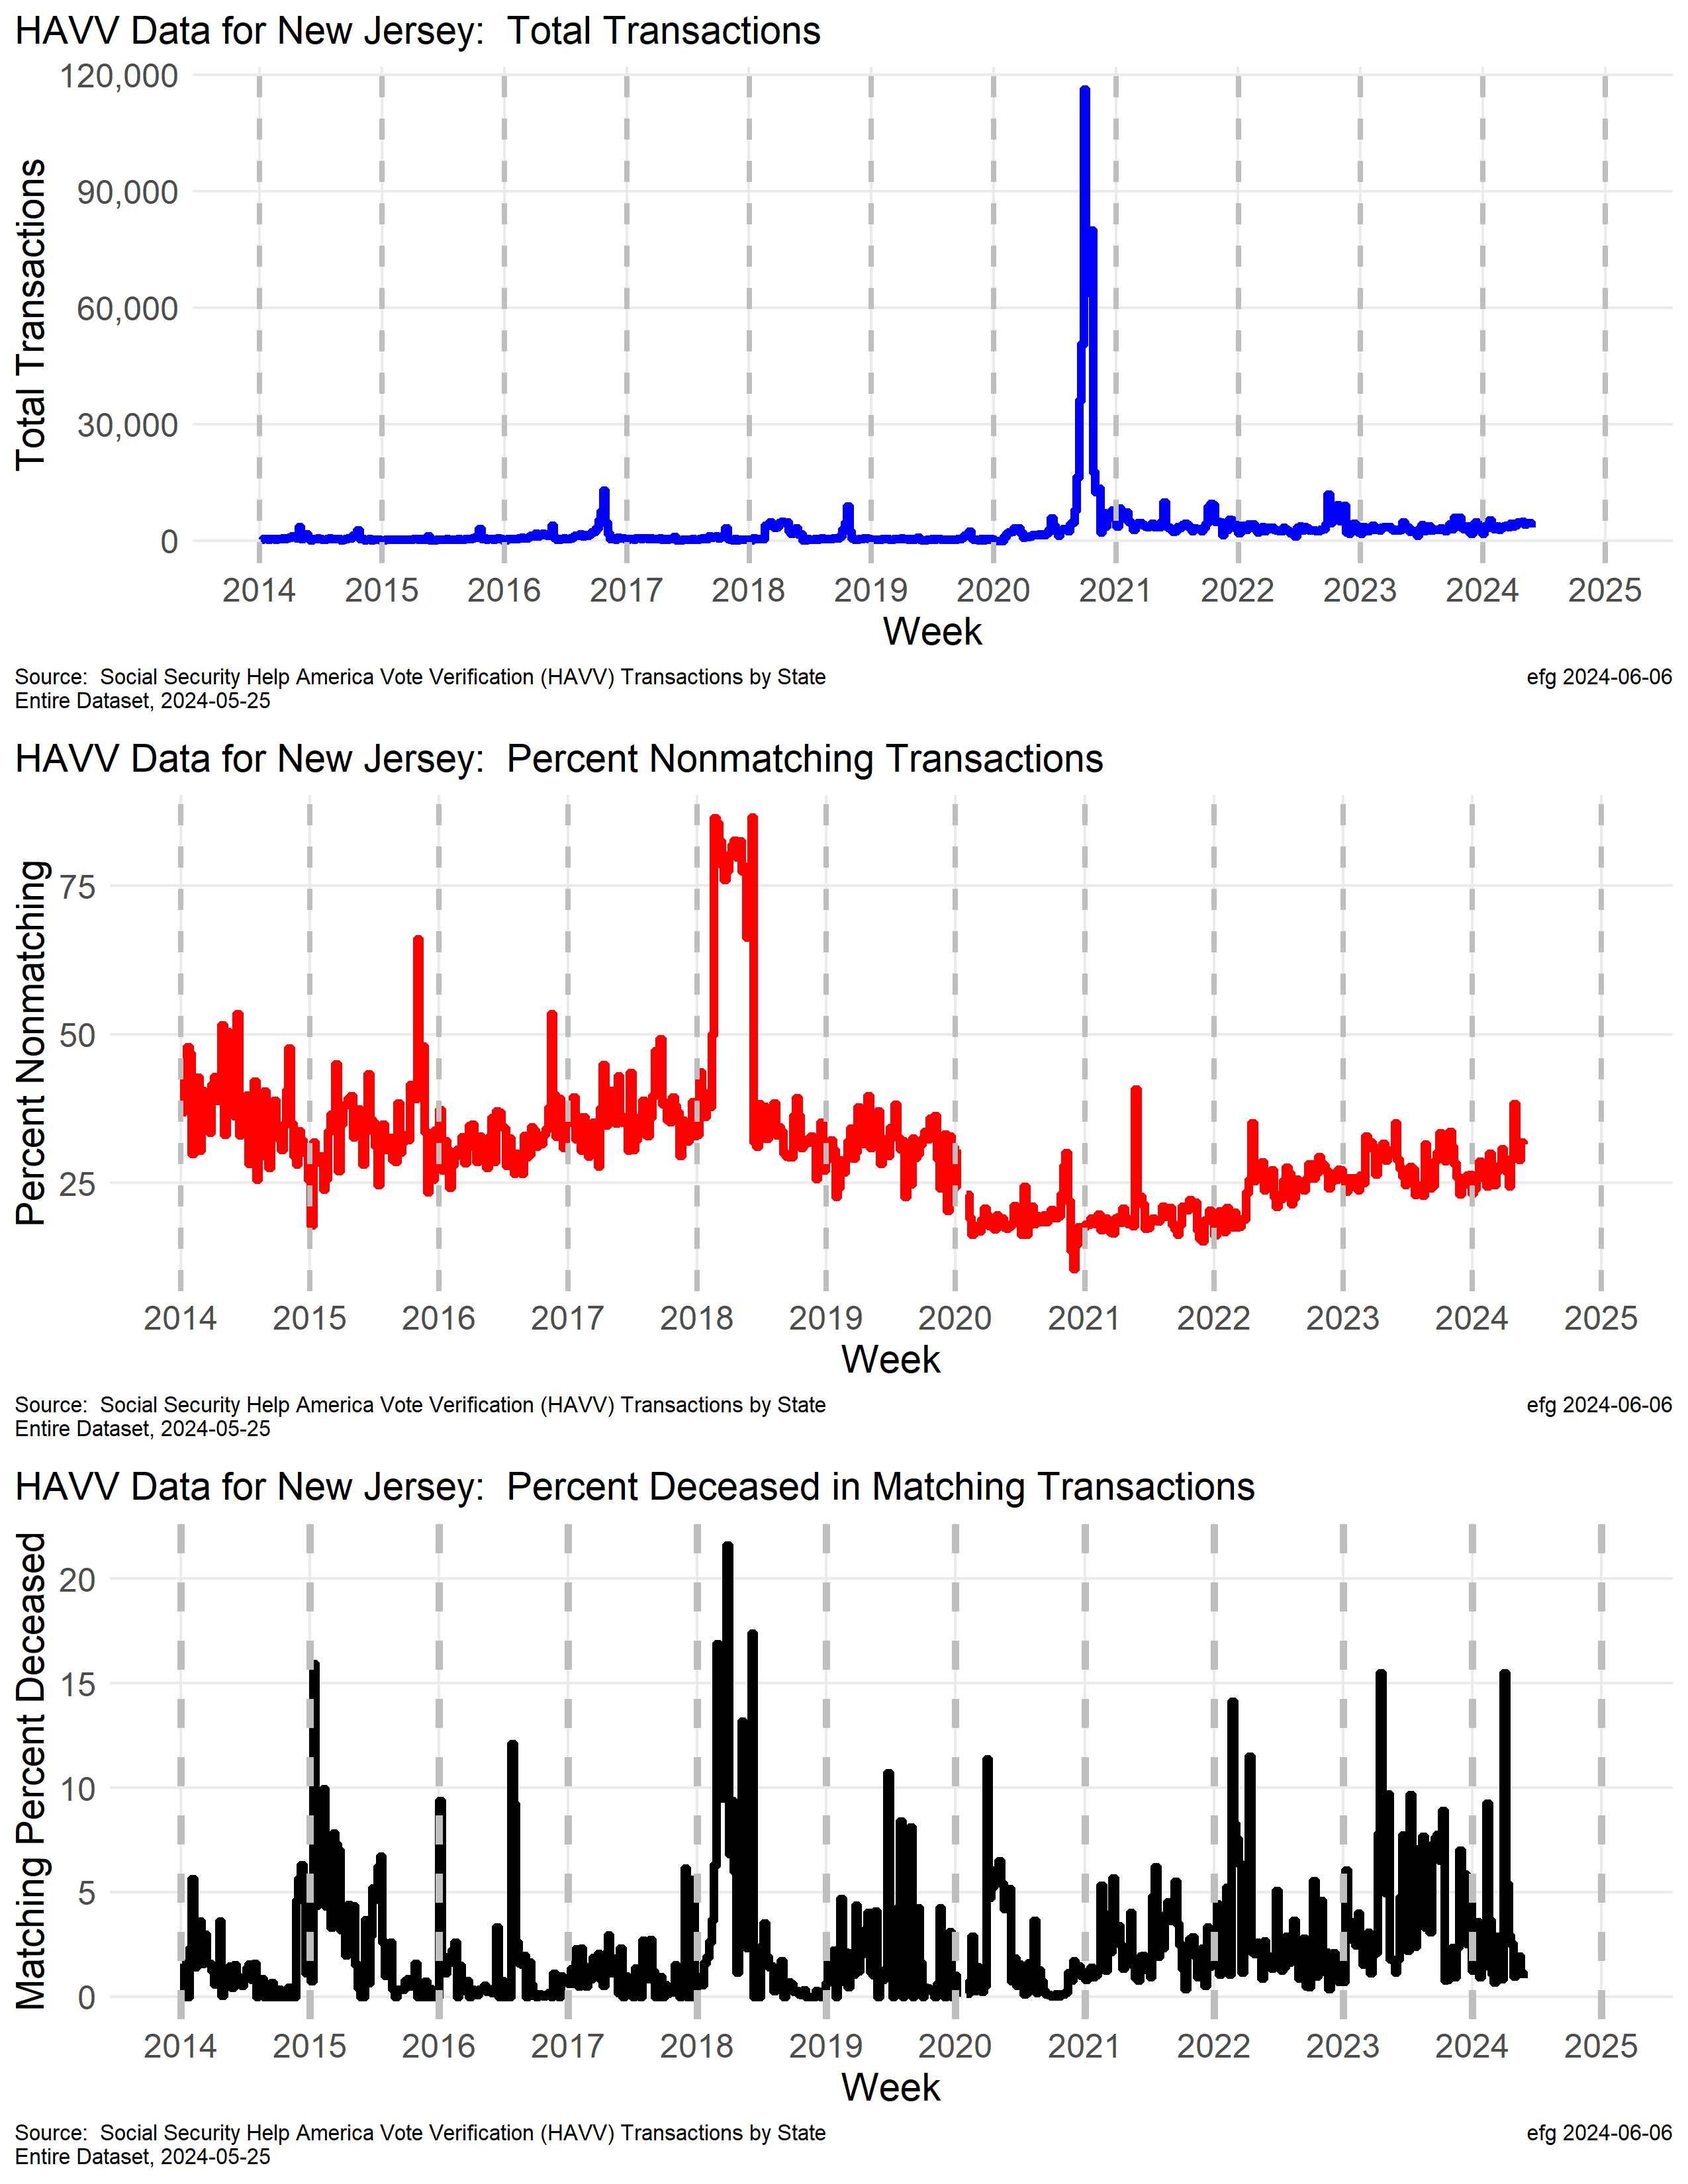 HAVV Data for New Jersey:  Total Transactions
Total Transactions
120,000
90,000
60,000
30,000
0
2014 2015 2016 2017 2018 2019 2020 2021 2022 2023 2024 2025
Week
Source:  Social Security Help America Vote Verification (HAVV) Transactions by State
Entire Dataset, 2024-05-25
efg 2024-06-06
HAVV Data for New Jersey:  Percent Nonmatching Transactions
Percent Nonmatching
75
50
25
2014 2015 2016 2017 2018 2019 2020 2021 2022 2023 2024 2025
Week
Source:  Social Security Help America Vote Verification (HAVV) Transactions by State
Entire Dataset, 2024-05-25
efg 2024-06-06
HAVV Data for New Jersey:  Percent Deceased in Matching Transactions
Matching Percent Deceased
20
15
10
5
0
2014 2015 2016 2017 2018 2019 2020 2021 2022 2023 2024 2025
Week
Source:  Social Security Help America Vote Verification (HAVV) Transactions by State
Entire Dataset, 2024-05-25
efg 2024-06-06